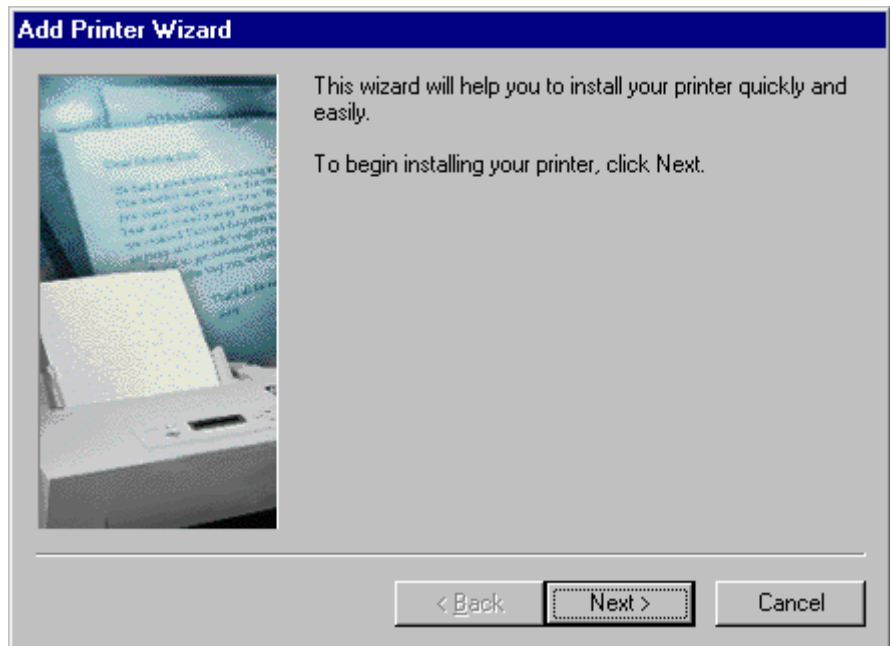 Add Printer Wizard
This wizard will help you to install your printer quickly and
easily.
To begin installing your printer, click Next.
< Back
Next >
Cancel